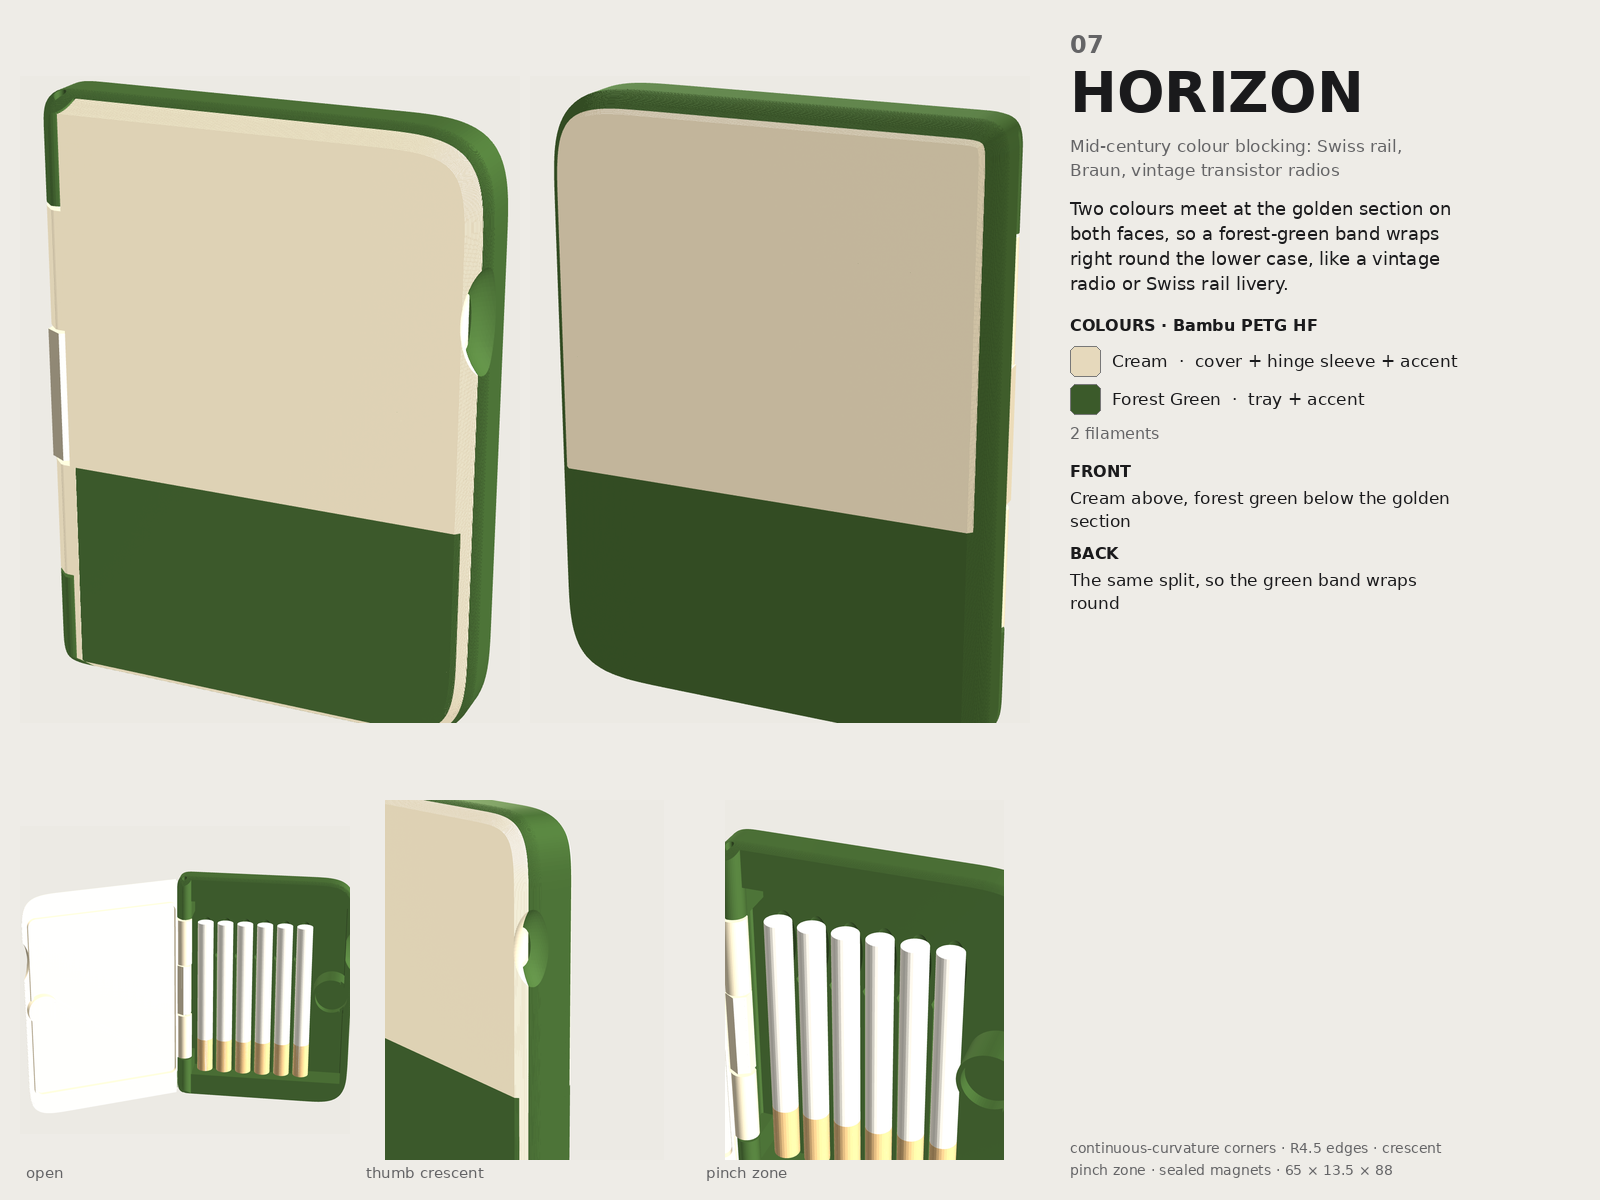 07
HORIZON
Mid-century colour blocking: Swiss rail,
Braun, vintage transistor radios
Two colours meet at the golden section on
both faces, so a forest-green band wraps
right round the lower case, like a vintage
radio or Swiss rail livery.
COLOURS · Bambu PETG HF
Cream · cover + hinge sleeve + accent
Forest Green · tray + accent
2 filaments
FRONT
Cream above, forest green below the golden
section
BACK
The same split, so the green band wraps
round
open
thumb crescent
pinch zone
continuous-curvature corners · R4.5 edges · crescent
pinch zone · sealed magnets · 65 × 13.5 × 88